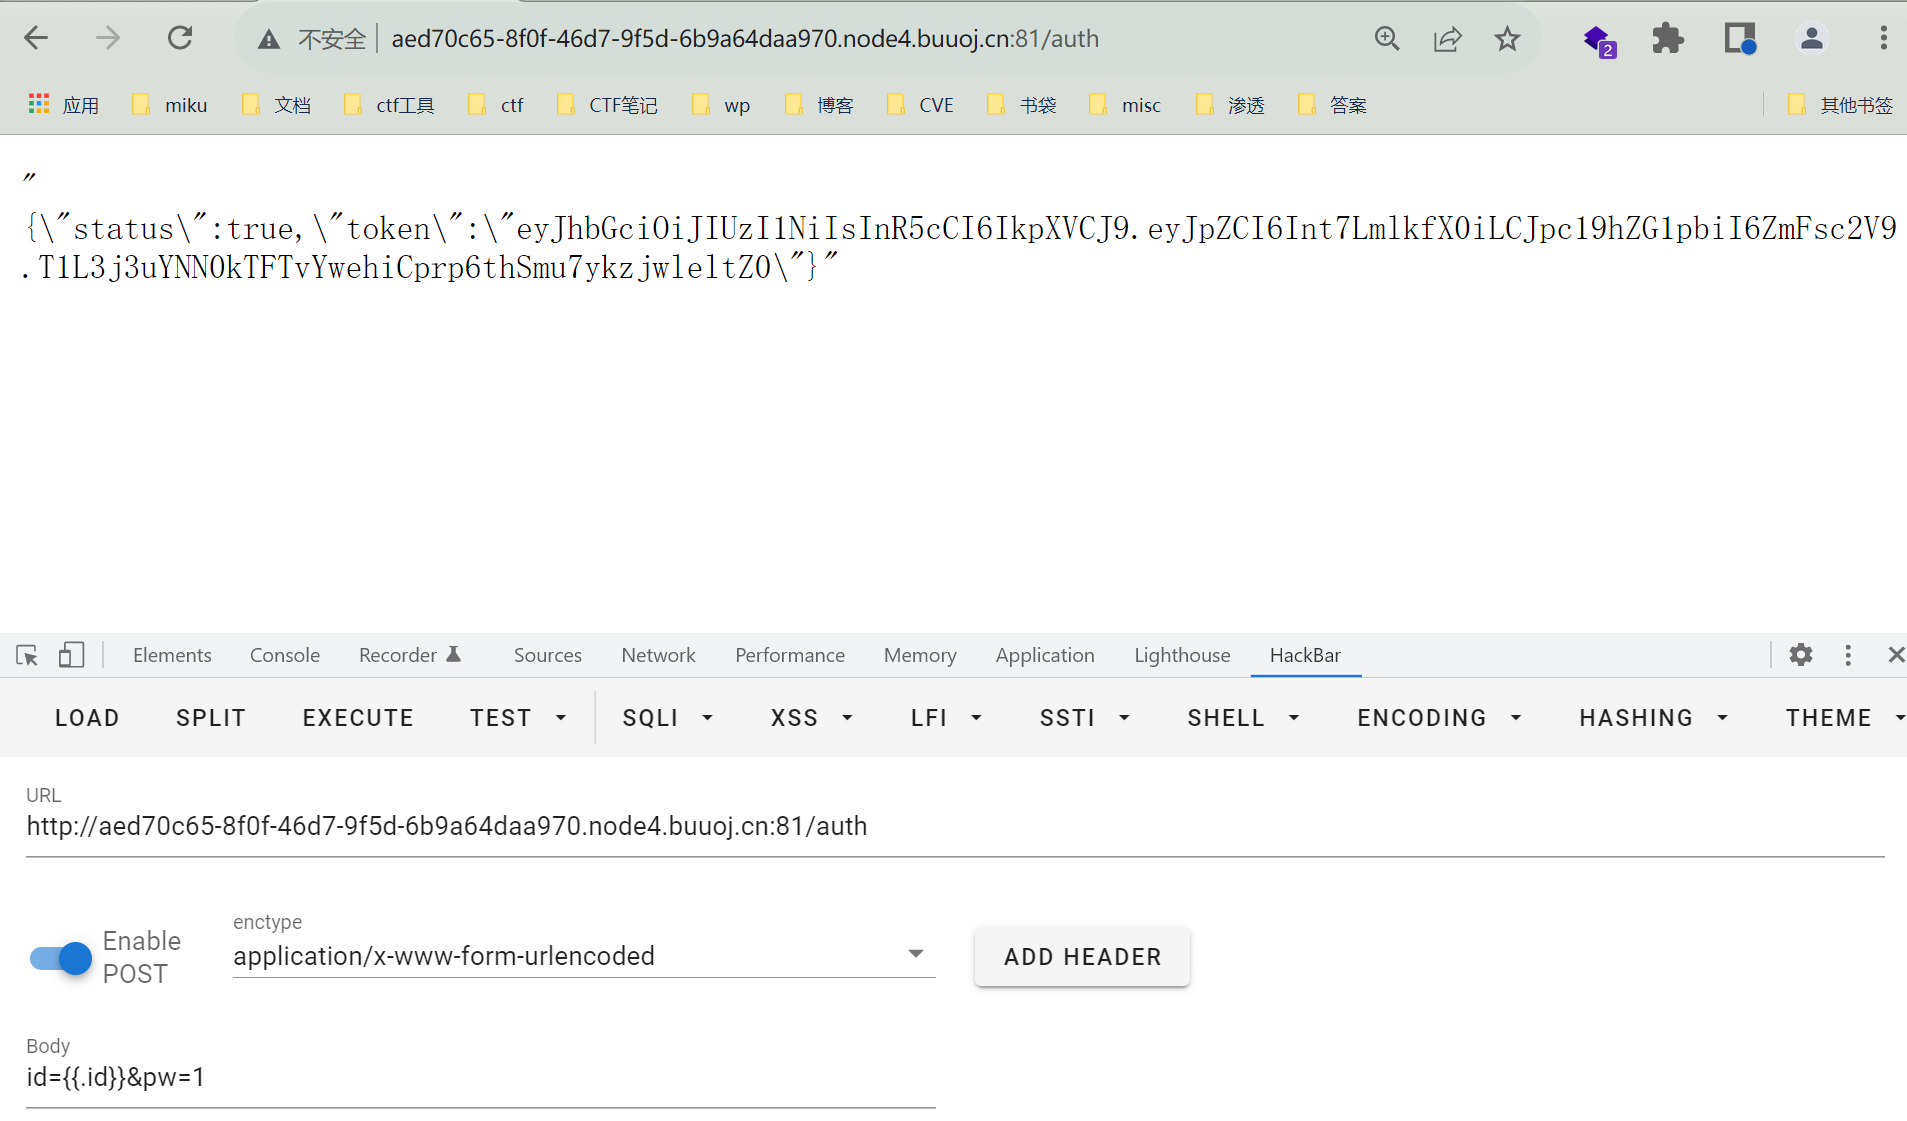 不安全 aed70c65-8f0f-46d7-9f5d-6b9a64daa970.node4.buuoj.cn:81/auth
2
应用 miku 文档 ctf工具 ctf CTF笔记 wp 博客 CVE 书袋 misc 渗透 答案 其他书签
"
{\"status\":true,\"token\":\"eyJhbGciOiJIUzI1NiIsInR5cCI6IkpXVCJ9.eyJpZCI6Int7LmlkfX0iLCJpc19hZG1pbiI6ZmFsc2V9
.T1L3j3uYNNOkTFTvYwehiCprp6thSmu7ykzjwleltZ0\"}"
Elements Console Recorder Sources Network Performance Memory Application Lighthouse HackBar
LOAD SPLIT EXECUTE TEST SQLI XSS LFI SSTI SHELL ENCODING HASHING THEME
URL
http://aed70c65-8f0f-46d7-9f5d-6b9a64daa970.node4.buuoj.cn:81/auth
Enable
POST
enctype
application/x-www-form-urlencoded
ADD HEADER
Body
id={{.id}}&pw=1